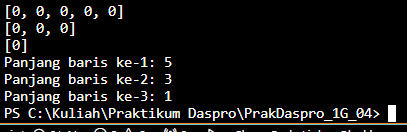 [0, 0, 0, 0, 0]
[0, 0, 0]
[0]
Panjang baris ke-1: 5
Panjang baris ke-2: 3
Panjang baris ke-3: 1
PS C:\Kuliah\Praktikum Daspro\PrakDaspro_1G_04>